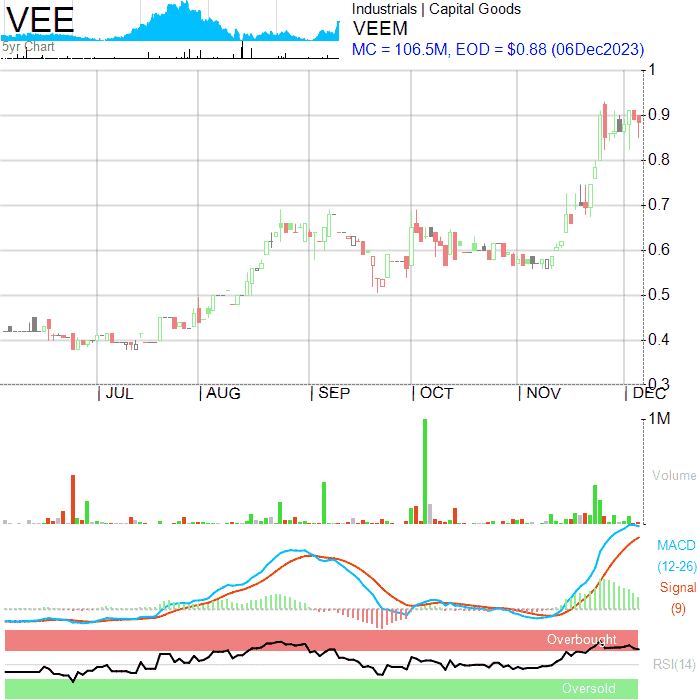 VEE
5yr Chart
Industrials | Capital Goods
VEEM
MC = 106.5M, EOD = $0.88 (06Dec2023)
1
0.9
0.8
0.7
0.6
0.5
0.4
0.3
JUL
AUG
SEP
OCT
NOV
DEC
1M
Volume
MACD
(12-26)
Signal
(9)
Overbought
RSI(14)
Oversold